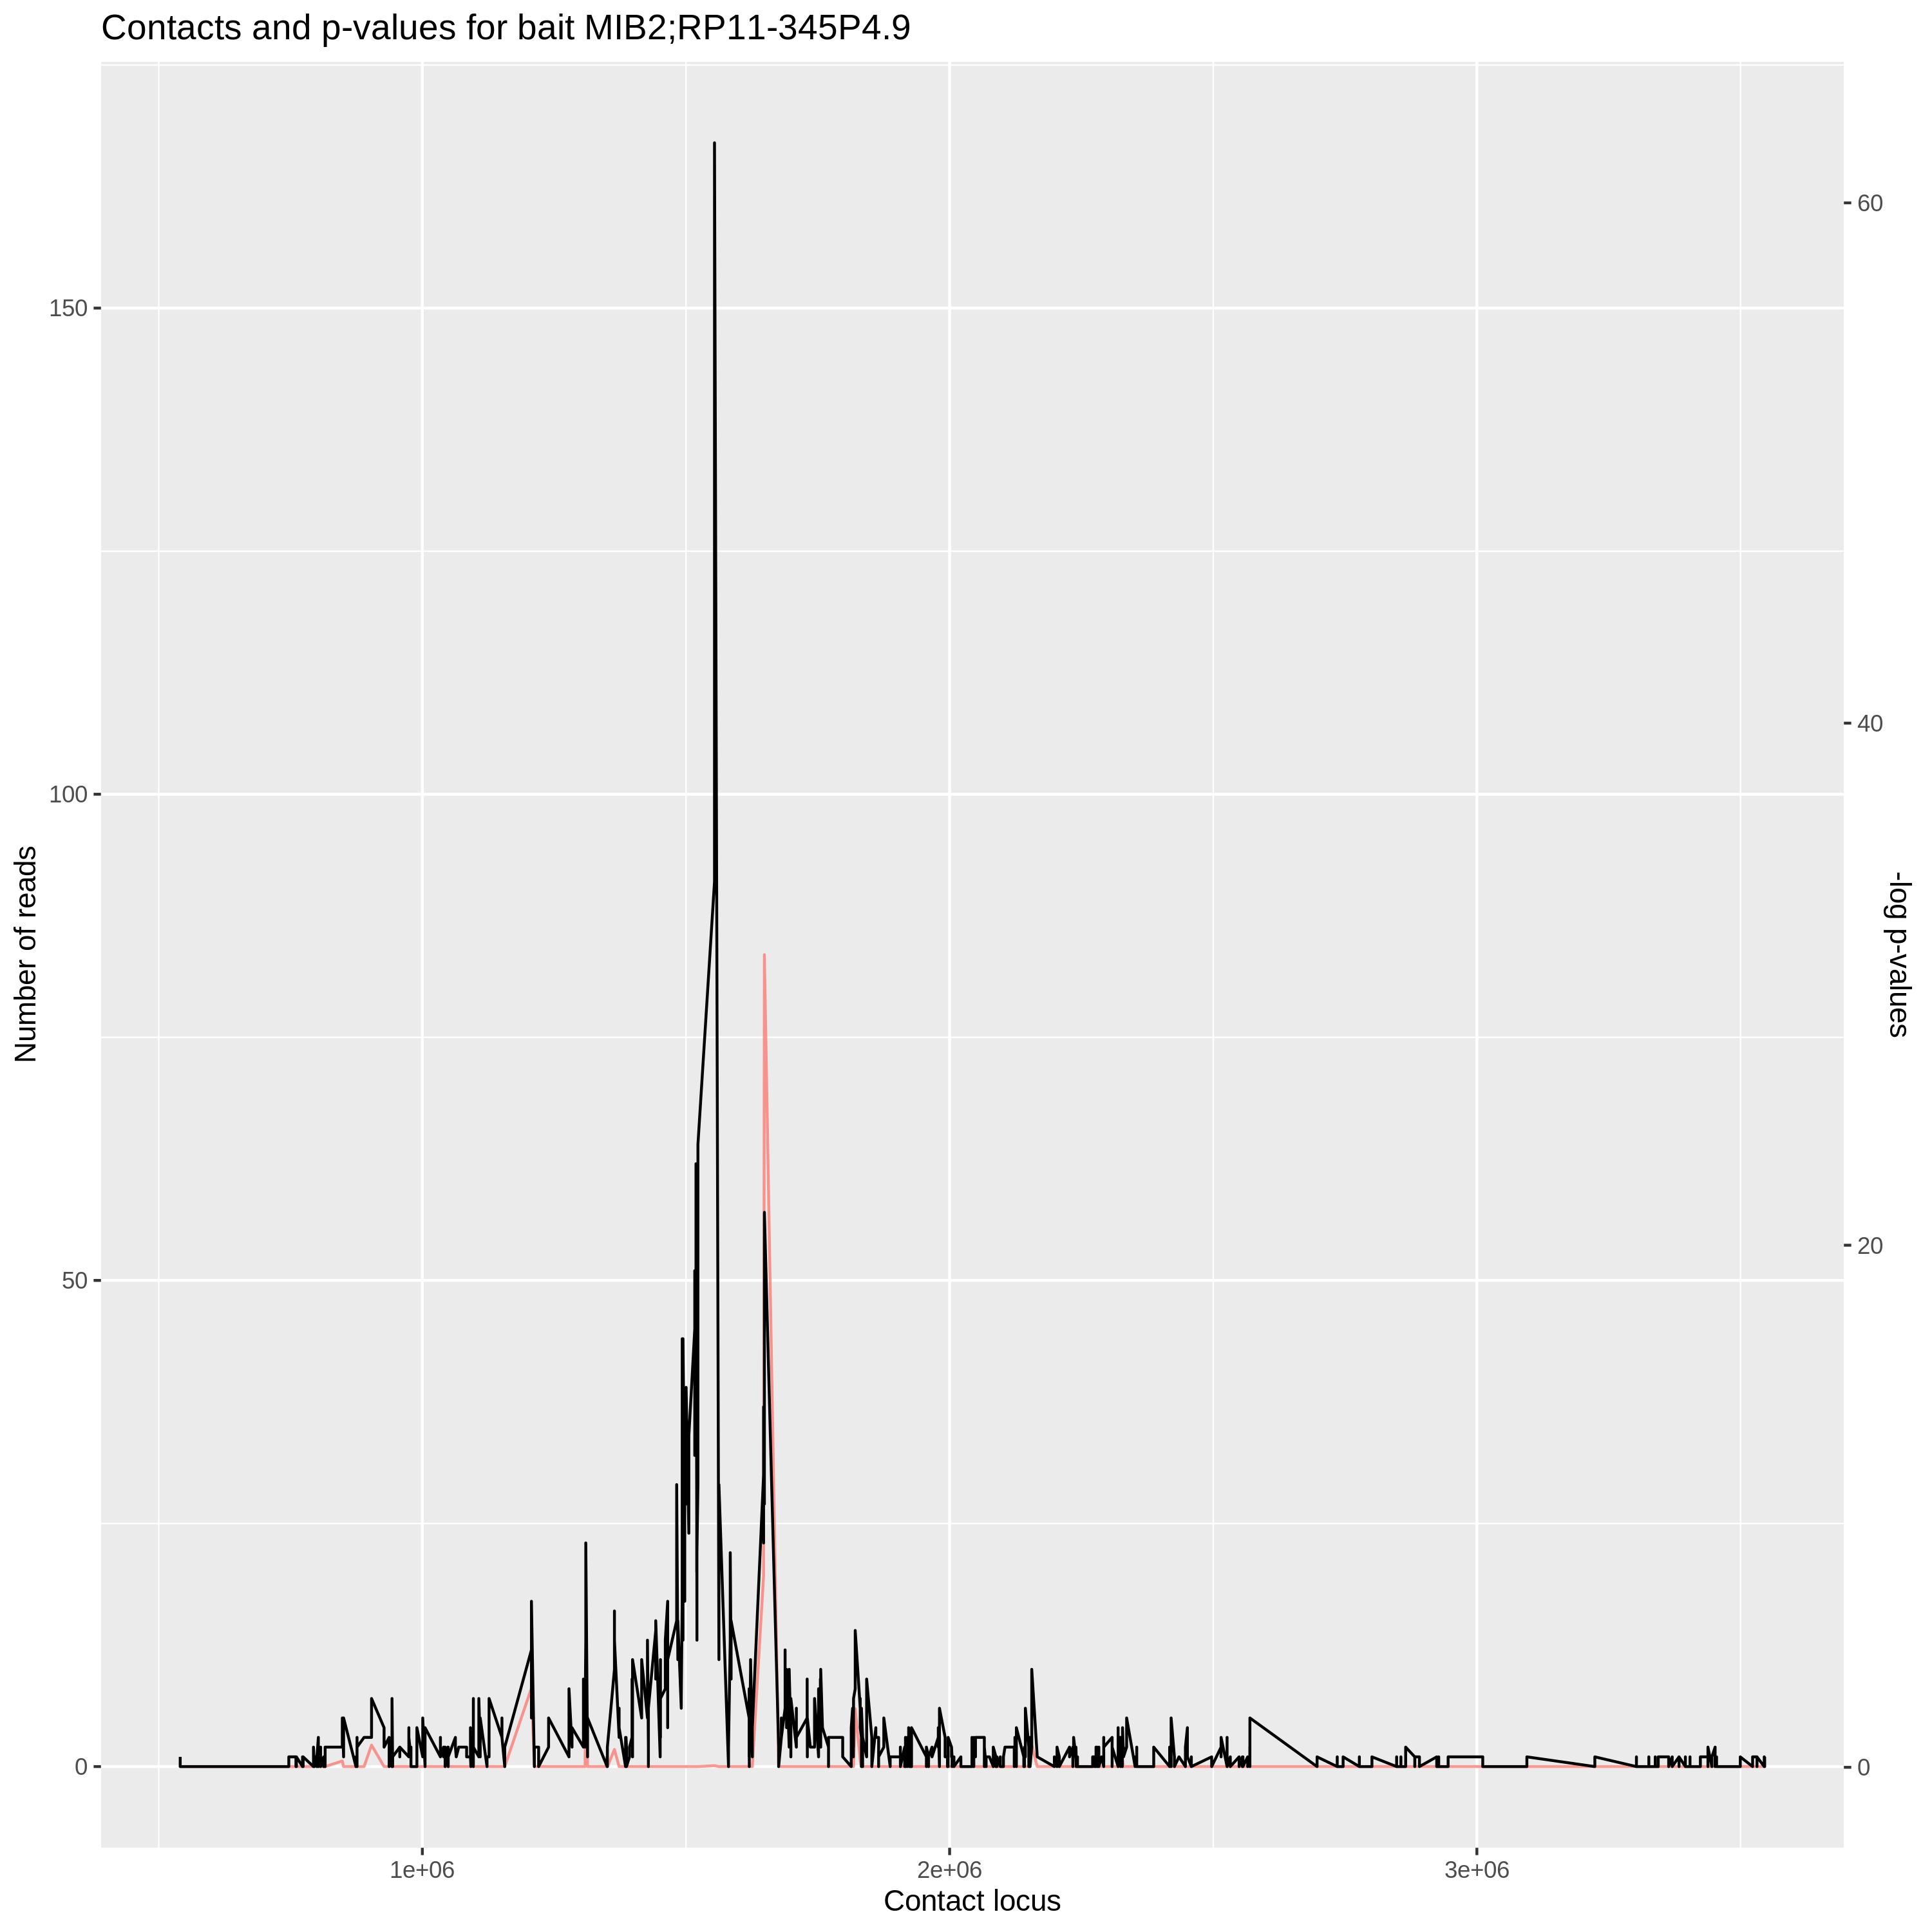 Contacts and p-values for bait MIB2;RP11-345P4.9
Number of reads
150
100
50
0
60
40
20
0
-log p-values
1e+06
2e+06
3e+06
Contact locus